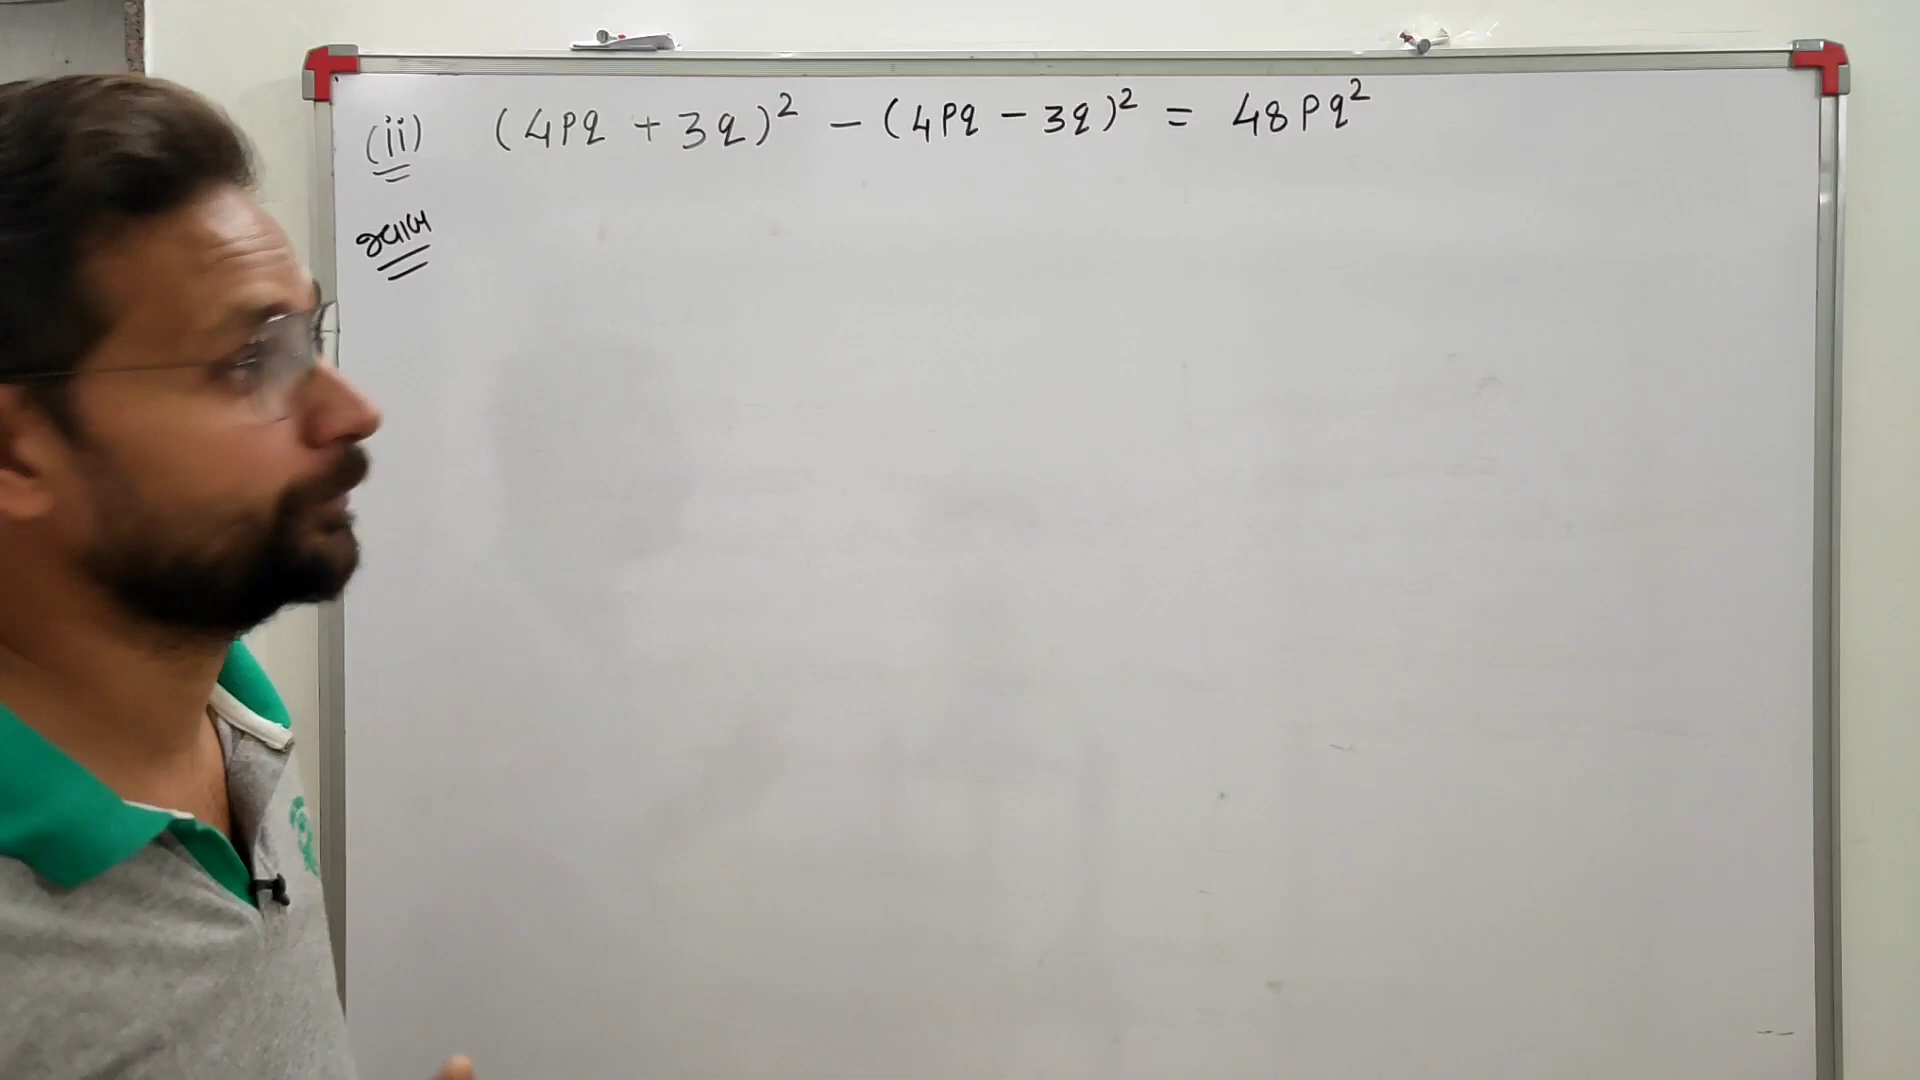 (ii) (4pq + 3q)² - (4pq - 3q)² = 48pq²
જવાબ